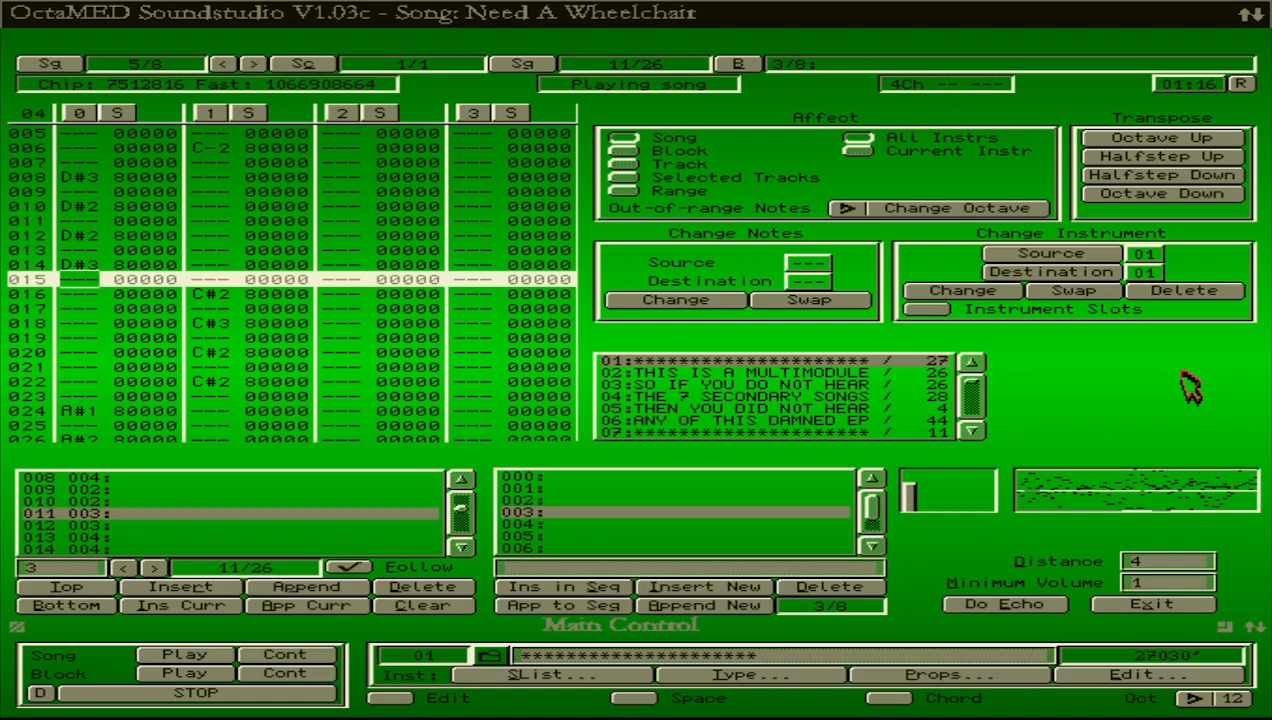 OctaMED Soundstudio V1.03c - Song: Need A Wheelchair
Sg 5/8 < > Sq 1/1 Sg 11/26 B 3/8:
Chip: 7512816 Fast: 1066908664 Playing song 4Ch -- --- 01:16 R
04 0 S 1 S 2 S 3 S
005 --- 00000 --- 00000 --- 00000 --- 00000
006 --- 00000 C-2 80000 --- 00000 --- 00000
007 --- 00000 --- 00000 --- 00000 --- 00000
008 D#3 80000 --- 00000 --- 00000 --- 00000
009 --- 00000 --- 00000 --- 00000 --- 00000
010 D#2 80000 --- 00000 --- 00000 --- 00000
011 --- 00000 --- 00000 --- 00000 --- 00000
012 D#2 80000 --- 00000 --- 00000 --- 00000
013 --- 00000 --- 00000 --- 00000 --- 00000
014 D#3 80000 --- 00000 --- 00000 --- 00000
015 --- 00000 --- 00000 --- 00000 --- 00000
016 --- 00000 C#2 80000 --- 00000 --- 00000
017 --- 00000 --- 00000 --- 00000 --- 00000
018 --- 00000 C#3 80000 --- 00000 --- 00000
019 --- 00000 --- 00000 --- 00000 --- 00000
020 --- 00000 C#2 80000 --- 00000 --- 00000
021 --- 00000 --- 00000 --- 00000 --- 00000
022 --- 00000 C#2 80000 --- 00000 --- 00000
023 --- 00000 --- 00000 --- 00000 --- 00000
024 A#1 80000 --- 00000 --- 00000 --- 00000
025 --- 00000 --- 00000 --- 00000 --- 00000
026 A#2 80000 --- 00000 --- 00000 --- 00000
Affect
Song All Instrs
Block Current Instr
Track
Selected Tracks
Range
Out-of-range Notes Change Octave
Transpose
Octave Up
Halfstep Up
Halfstep Down
Octave Down
Change Notes
Source ---
Destination ---
Change Swap
Change Instrument
Source 01
Destination 01
Change Swap Delete
Instrument Slots
01:********************* / 27
02:THIS IS A MULTIMODULE / 26
03:SO IF YOU DO NOT HEAR / 26
04:THE 7 SECONDARY SONGS / 28
05:THEN YOU DID NOT HEAR / 4
06:ANY OF THIS DAMNED EP / 44
07:********************* / 11
008 004:
009 002:
010 002:
011 003:
012 003:
013 004:
014 004:
3 < > 11/26 Follow
Top Insert Append Delete
Bottom Ins Curr App Curr Clear
000:
001:
002:
003:
004:
005:
006:
Ins in Seq Insert New Delete
App to Seq Append New 3/8
Distance 4
Minimum Volume 1
Do Echo Exit
Main Control
Song Play Cont
Block Play Cont
D STOP
01 ********************* 27030*
Inst: SList... Type... Props... Edit...
Edit Space Chord Oct 12